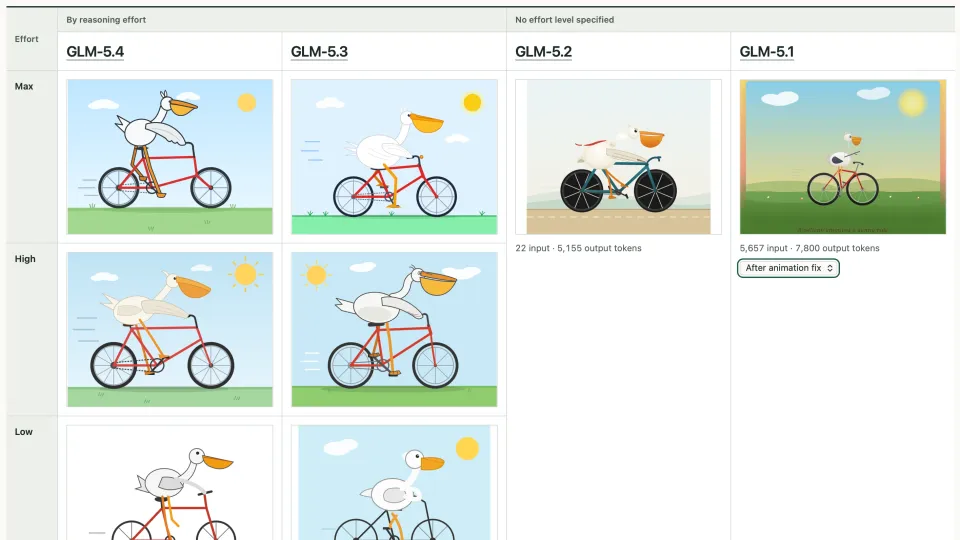 By reasoning effort
No effort level specified
Effort
GLM-5.4
GLM-5.3
GLM-5.2
GLM-5.1
Max
22 input · 5,155 output tokens
5,657 input · 7,800 output tokens
After animation fix
High
Low